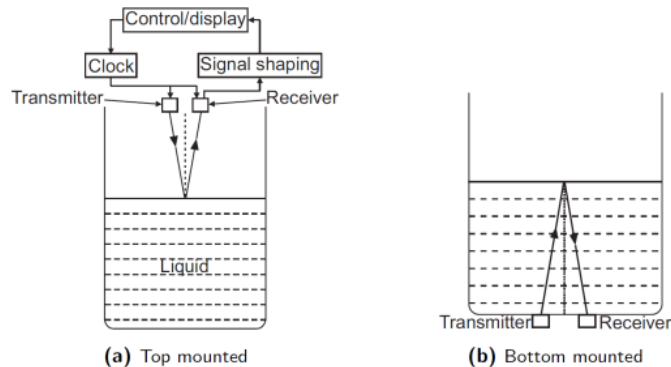 Control/display
Clock
Signal shaping
Transmitter
Receiver
Liquid
Transmitter
Receiver
(a) Top mounted
(b) Bottom mounted